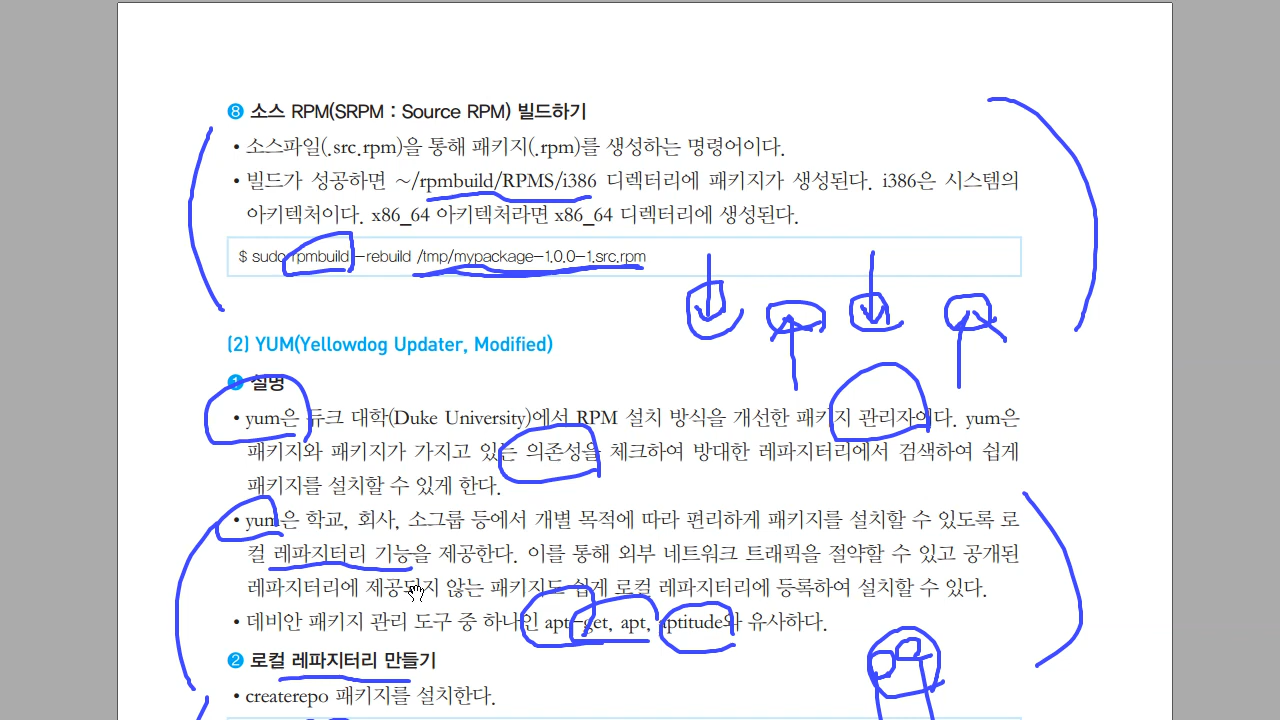 ❽ 소스 RPM(SRPM : Source RPM) 빌드하기
• 소스파일(.src.rpm)을 통해 패키지(.rpm)를 생성하는 명령어이다.
• 빌드가 성공하면 ~/rpmbuild/RPMS/i386 디렉터리에 패키지가 생성된다. i386은 시스템의
아키텍처이다. x86_64 아키텍처라면 x86_64 디렉터리에 생성된다.
$ sudo rpmbuild –rebuild /tmp/mypackage–1.0.0–1.src.rpm
(2) YUM(Yellowdog Updater, Modified)
❶ 설명
• yum은 듀크 대학(Duke University)에서 RPM 설치 방식을 개선한 패키지 관리자이다. yum은
패키지와 패키지가 가지고 있는 의존성을 체크하여 방대한 레파지터리에서 검색하여 쉽게
패키지를 설치할 수 있게 한다.
• yum은 학교, 회사, 소그룹 등에서 개별 목적에 따라 편리하게 패키지를 설치할 수 있도록 로
컬 레파지터리 기능을 제공한다. 이를 통해 외부 네트워크 트래픽을 절약할 수 있고 공개된
레파지터리에 제공되지 않는 패키지도 쉽게 로컬 레파지터리에 등록하여 설치할 수 있다.
• 데비안 패키지 관리 도구 중 하나인 apt–get, apt, aptitude와 유사하다.
❷ 로컬 레파지터리 만들기
• createrepo 패키지를 설치한다.